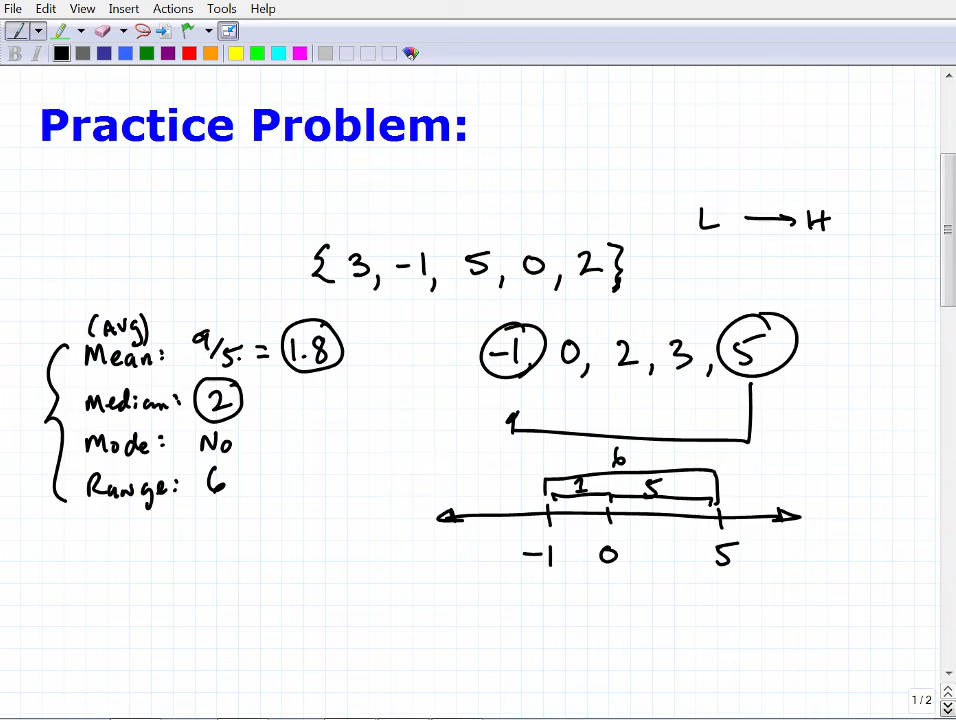 File Edit View Insert Actions Tools Help
B I
Practice Problem:
L → H
{3, -1, 5, 0, 2}
(Avg)
Mean: 9/5 = 1.8
-1, 0, 2, 3, 5
Median: 2
Mode: No
Range: 6
6
1 5
-1 0 5
1 / 2